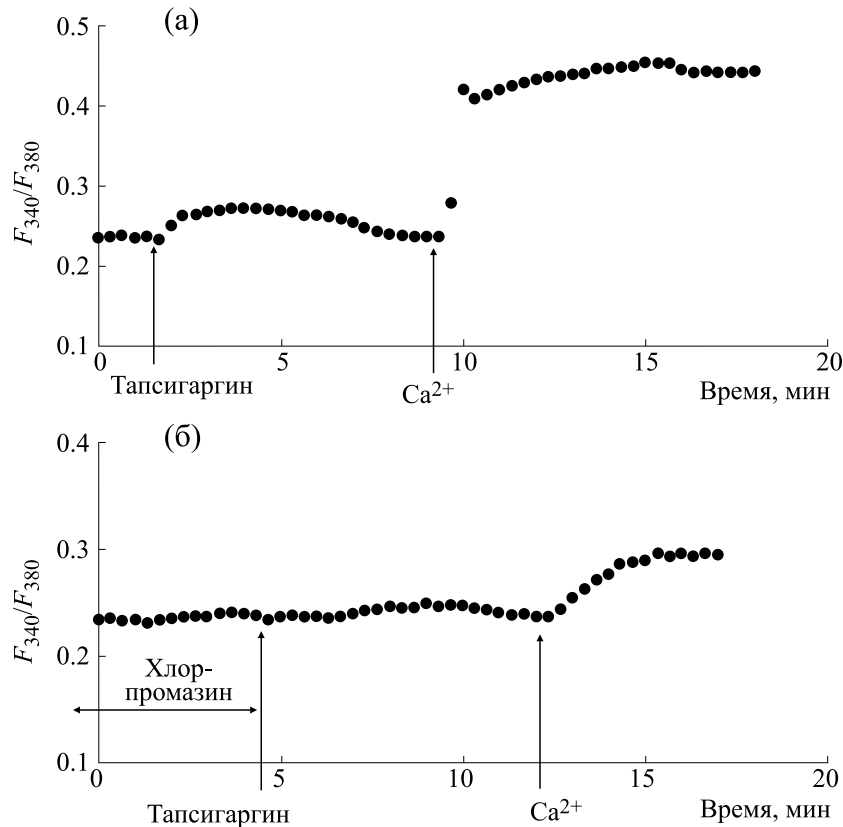 (а)
0.5
0.4
0.3
0.2
0.1
F340/F380
0 5 10 15 20
Тапсигаргин
Ca2+
Время, мин
(б)
0.4
0.3
0.2
0.1
F340/F380
Хлор-
промазин
0 5 10 15 20
Тапсигаргин
Ca2+
Время, мин